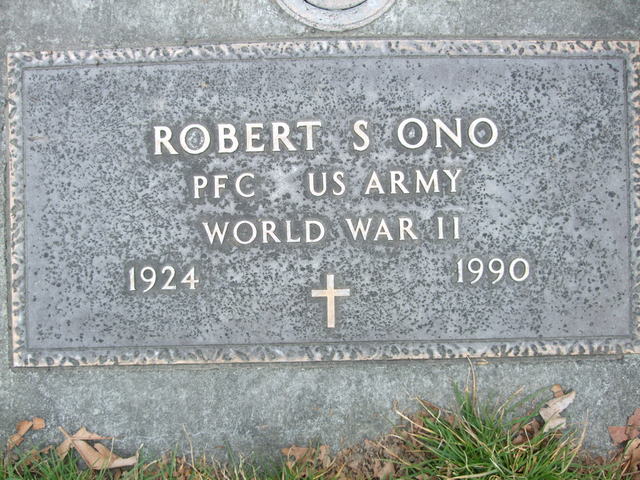 ROBERT S ONO
PFC US ARMY
WORLD WAR II
1924 1990